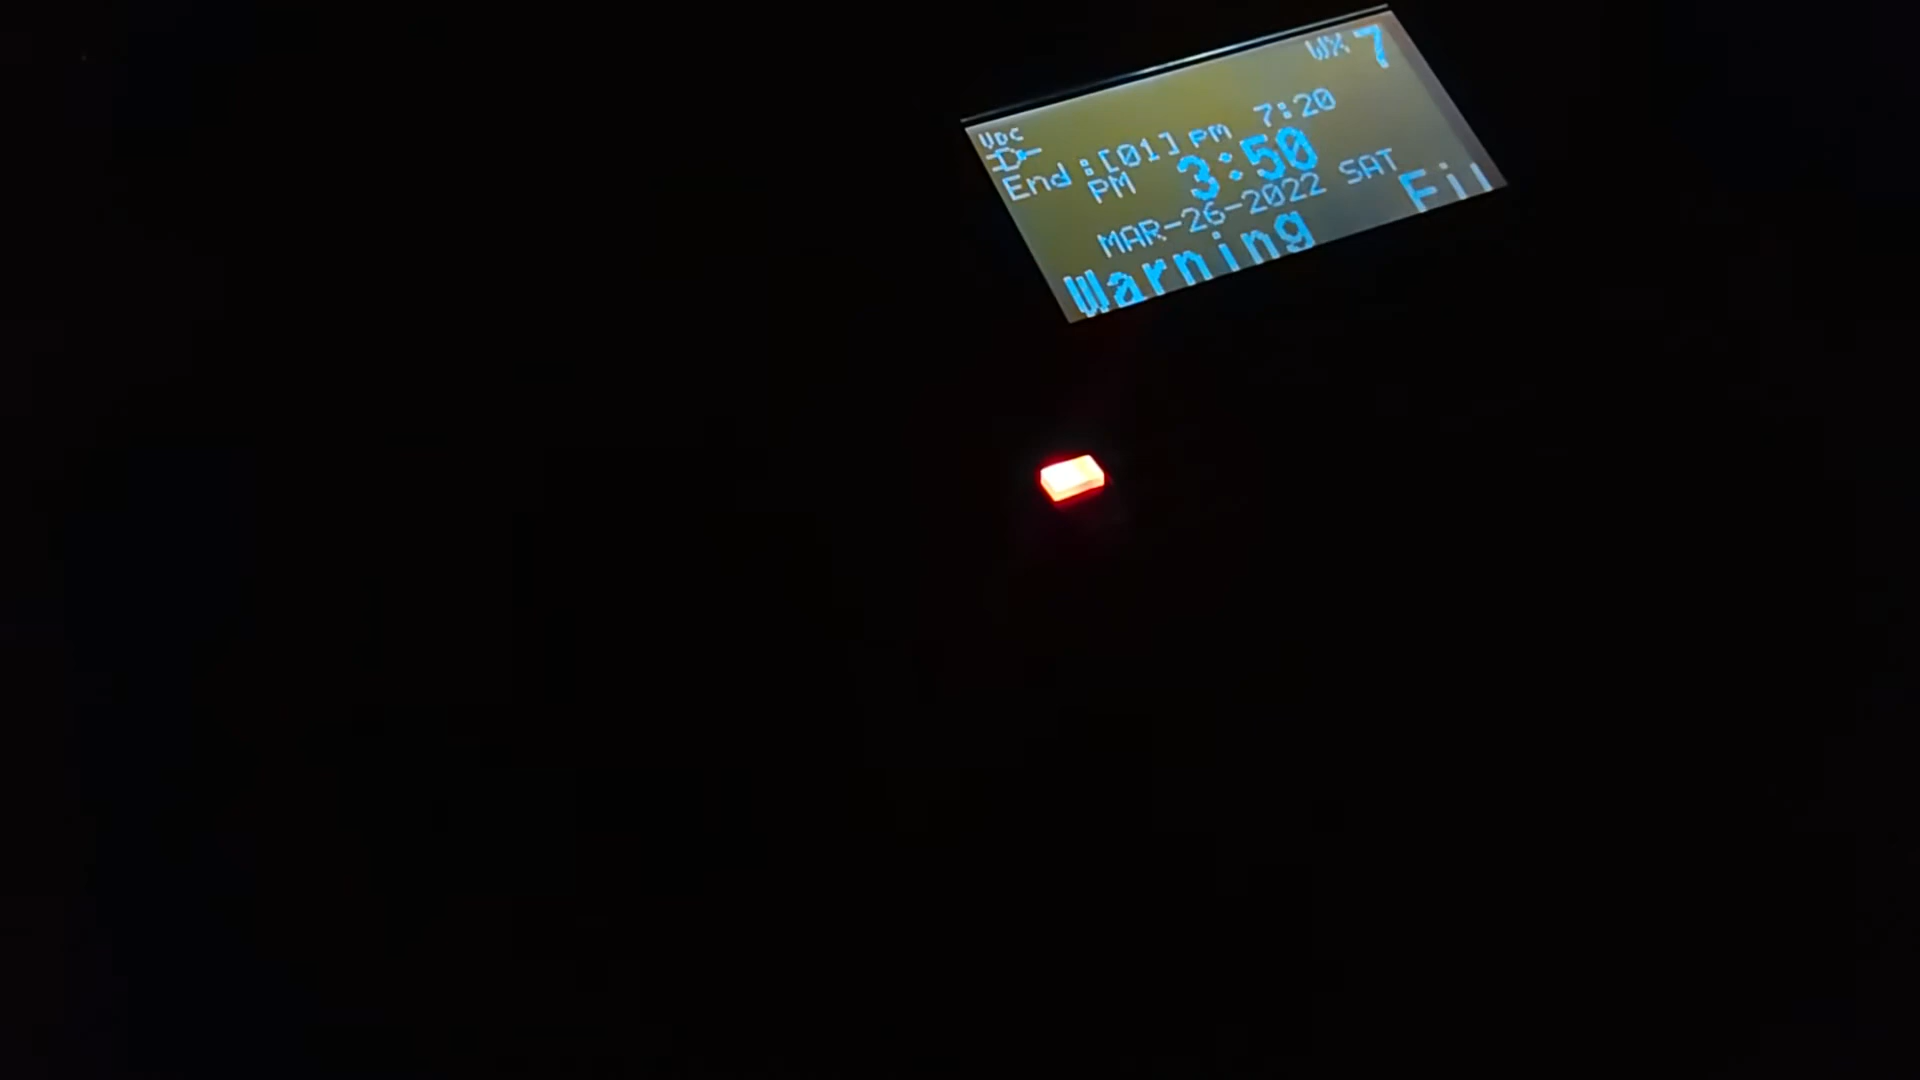 WX 7
VDC
End:[01] PM 7:20
PM 3:50
MAR-26-2022 SAT
Warning